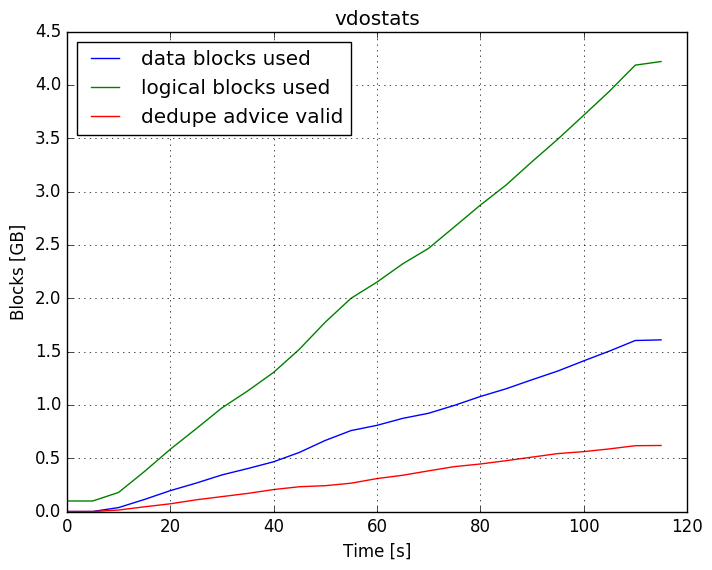 vdostats
data blocks used
logical blocks used
dedupe advice valid
Blocks [GB]
4.5
4.0
3.5
3.0
2.5
2.0
1.5
1.0
0.5
0.0
0 20 40 60 80 100 120
Time [s]